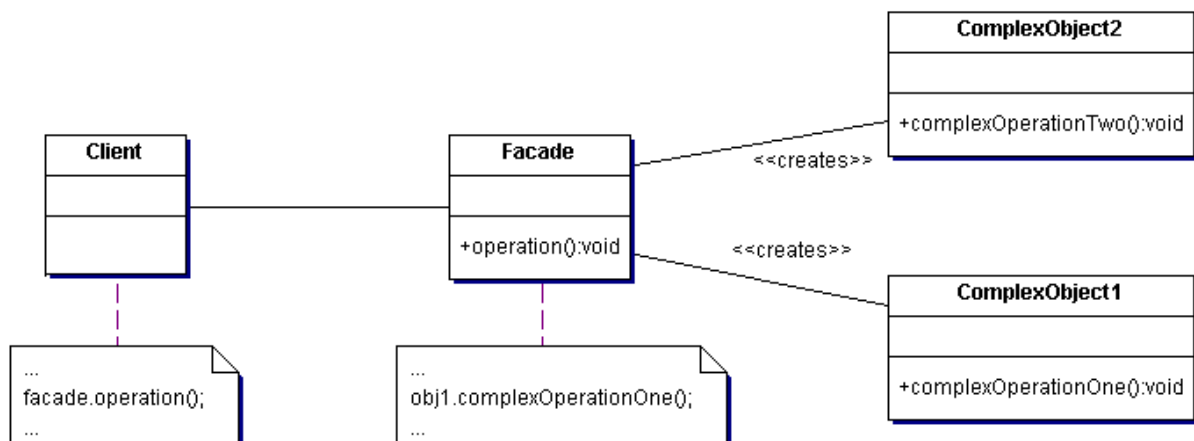 ComplexObject2
+complexOperationTwo():void
Client
Facade
<<creates>>
+operation():void
<<creates>>
ComplexObject1
+complexOperationOne():void
...
facade.operation();
...
...
obj1.complexOperationOne();
...